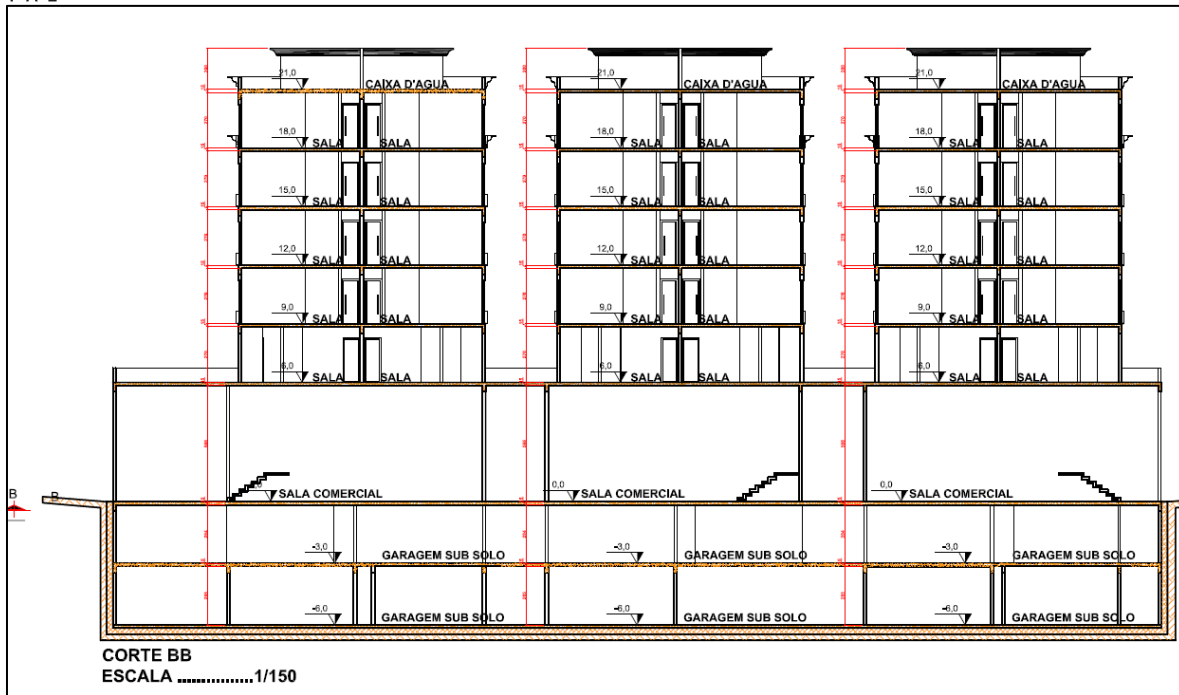 21,0 CAIXA D'AGUA 21,0 CAIXA D'AGUA 21,0 CAIXA D'AGUA
18,0 SALA SALA 18,0 SALA SALA 18,0 SALA SALA
15,0 SALA SALA 15,0 SALA SALA 15,0 SALA SALA
12,0 SALA SALA 12,0 SALA SALA 12,0 SALA SALA
9,0 SALA SALA 9,0 SALA SALA 9,0 SALA SALA
6,0 SALA SALA 6,0 SALA SALA 6,0 SALA SALA
B B SALA COMERCIAL 0,0 SALA COMERCIAL 0,0 SALA COMERCIAL
-3,0 GARAGEM SUB SOLO -3,0 GARAGEM SUB SOLO -3,0 GARAGEM SUB SOLO
-6,0 GARAGEM SUB SOLO -6,0 GARAGEM SUB SOLO -6,0 GARAGEM SUB SOLO
CORTE BB
ESCALA ................1/150